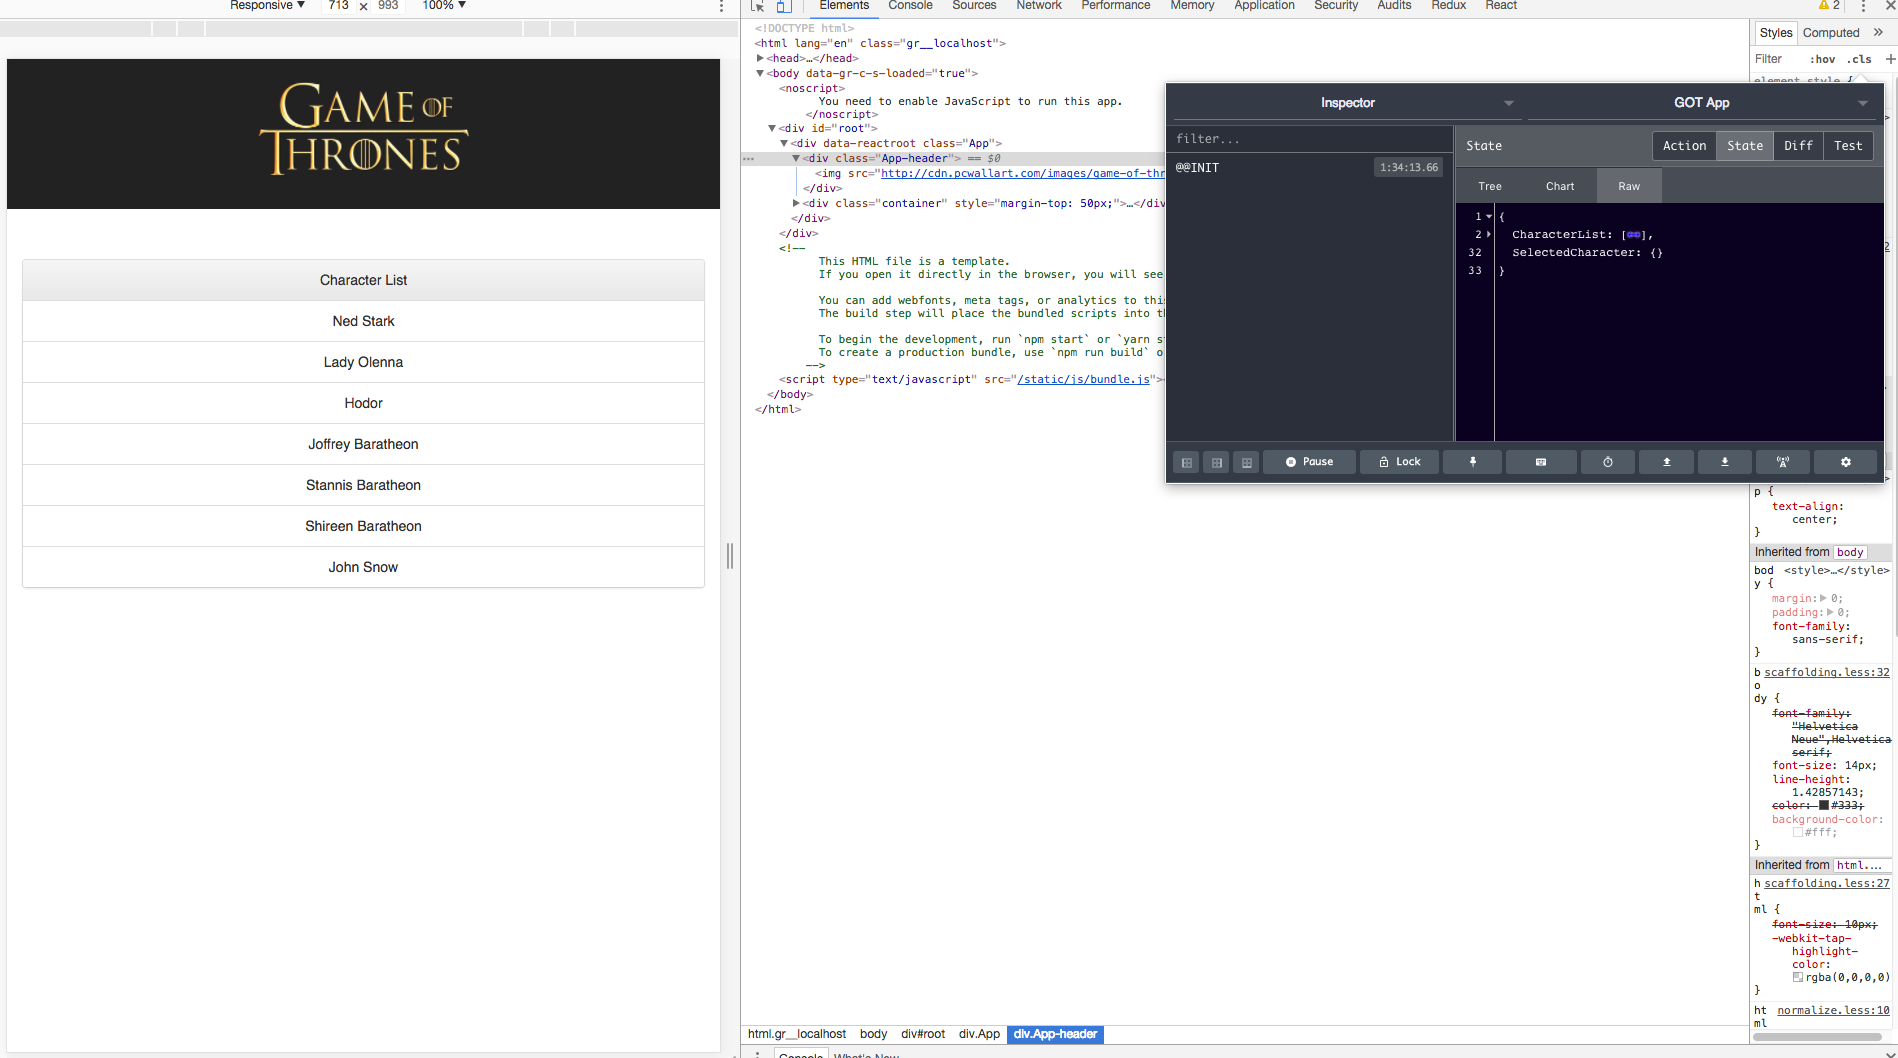 Responsive ▼ 713 × 993 100% ▼
GAME OF
THRONES
Character List
Ned Stark
Lady Olenna
Hodor
Joffrey Baratheon
Stannis Baratheon
Shireen Baratheon
John Snow
Elements Console Sources Network Performance Memory Application Security Audits Redux React 2
<!DOCTYPE html>
<html lang="en" class="gr__localhost">
<head>…</head>
<body data-gr-c-s-loaded="true">
<noscript>
You need to enable JavaScript to run this app.
</noscript>
<div id="root">
<div data-reactroot class="App">
<div class="App-header"> == $0
<img src="http://cdn.pcwallart.com/images/game-of-thr
</div>
<div class="container" style="margin-top: 50px;">…</div
</div>
</div>
<!--
This HTML file is a template.
If you open it directly in the browser, you will see
You can add webfonts, meta tags, or analytics to this
The build step will place the bundled scripts into th
To begin the development, run `npm start` or `yarn st
To create a production bundle, use `npm run build` o
-->
<script type="text/javascript" src="/static/js/bundle.js">
</body>
</html>
Inspector GOT App
filter...
@@INIT 1:34:13.66
State Action State Diff Test
Tree Chart Raw
1 {
2 CharacterList: [],
32 SelectedCharacter: {}
33 }
Pause Lock
Styles Computed »
Filter :hov .cls +
element.style {
p {
text-align:
center;
}
Inherited from body
bod <style>…</style>
y {
margin: 0;
padding: 0;
font-family:
sans-serif;
}
b scaffolding.less:32
o
dy {
font-family:
"Helvetica
Neue",Helvetica
serif;
font-size: 14px;
line-height:
1.42857143;
color: #333;
background-color:
#fff;
}
Inherited from html.…
h scaffolding.less:27
t
ml {
font-size: 10px;
-webkit-tap-
highlight-
color:
rgba(0,0,0,0)
}
ht normalize.less:10
ml
html.gr__localhost body div#root div.App div.App-header
Console What's New